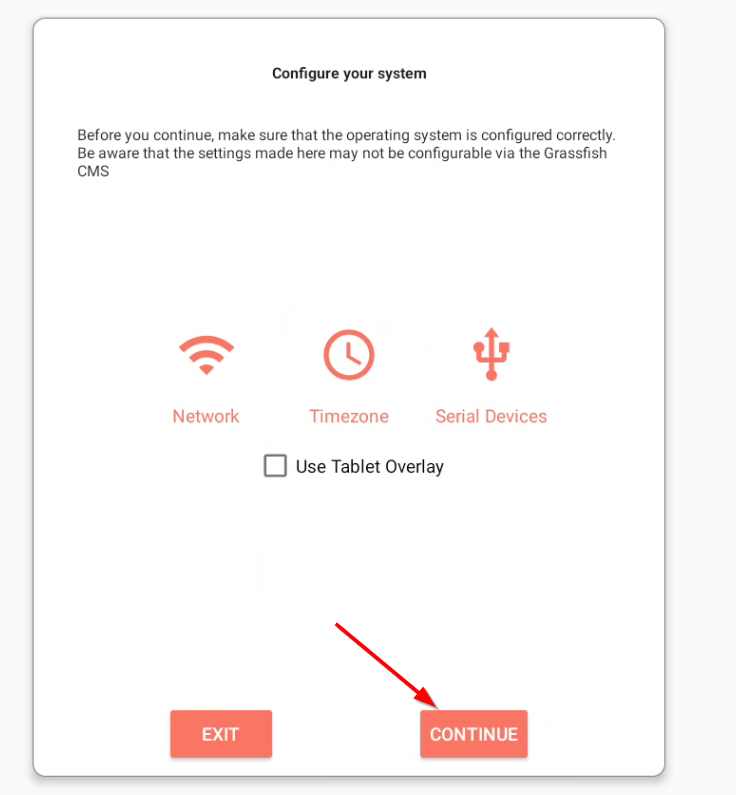 Configure your system
Before you continue, make sure that the operating system is configured correctly.
Be aware that the settings made here may not be configurable via the Grassfish
CMS
Network Timezone Serial Devices
Use Tablet Overlay
EXIT CONTINUE